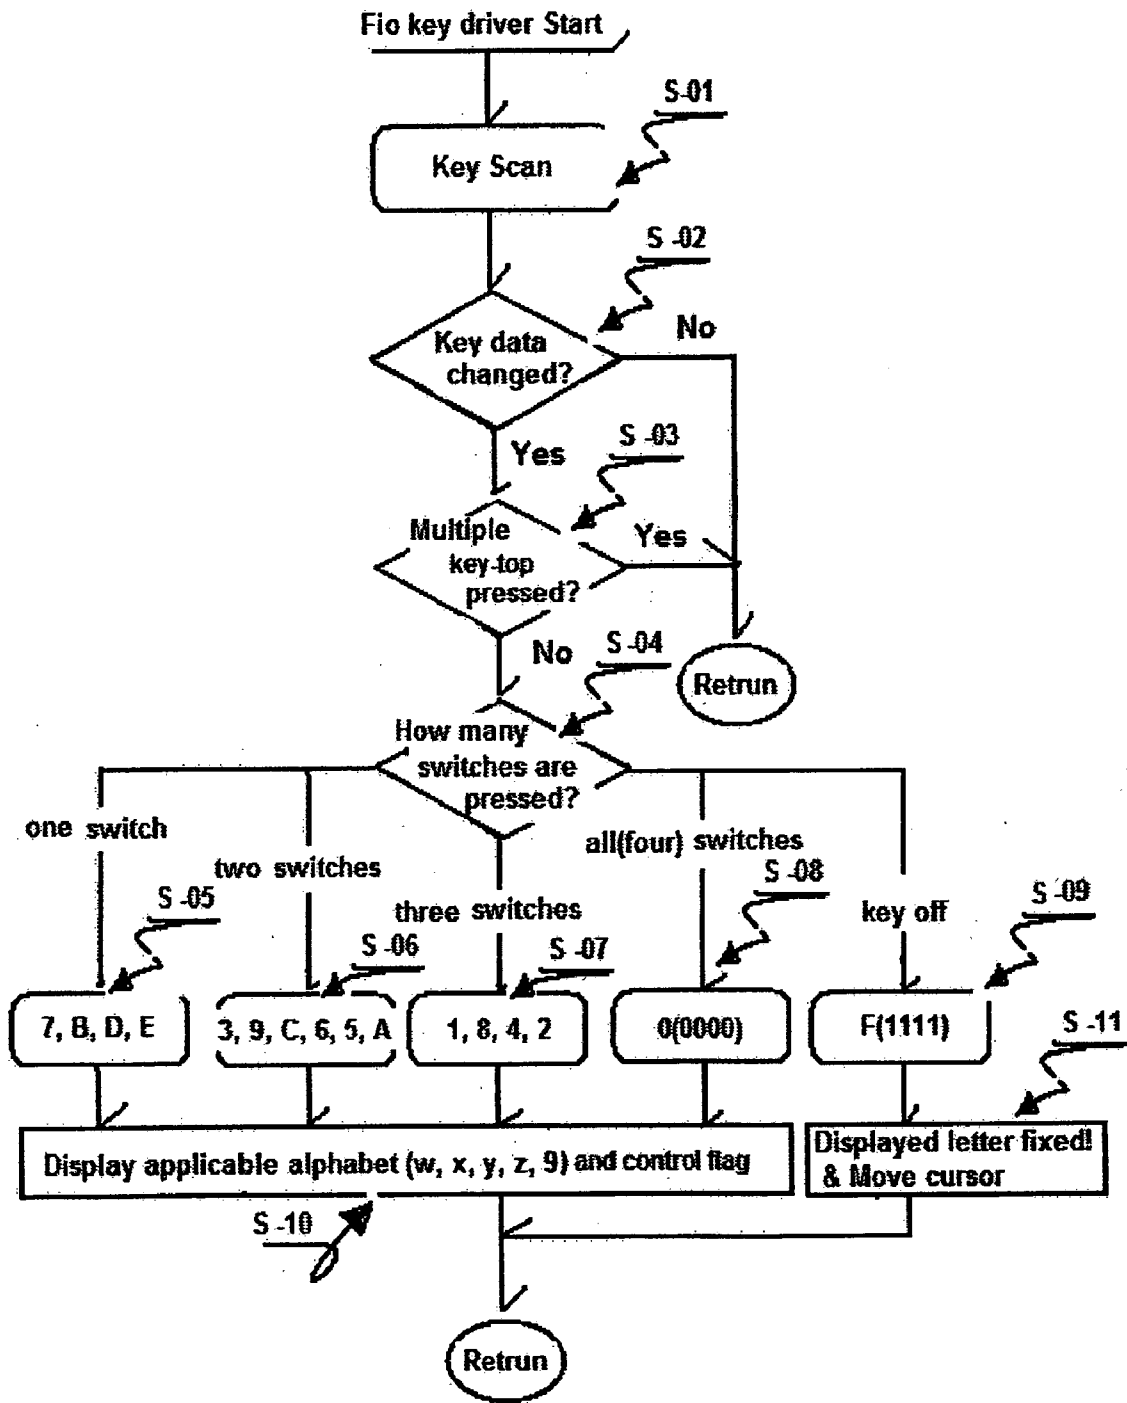 Fio key driver Start
S-01
Key Scan
S -02
Key data
changed?
No
Yes
S -03
Multiple
key-top
pressed?
Yes
No
S -04
Retrun
How many
switches are
pressed?
one switch
two switches
three switches
all(four) switches
key off
S -05
S -06
S -07
S -08
S -09
7, B, D, E
3, 9, C, 6, 5, A
1, 8, 4, 2
0(0000)
F(1111)
S -11
Display applicable alphabet (w, x, y, z, 9) and control flag
Displayed letter fixed!
& Move cursor
S -10
Retrun